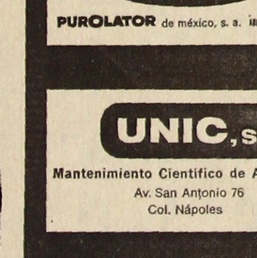 PUROLATOR de méxico, s. a.
UNIC, s
Mantenimiento Científico de A
Av. San Antonio 76
Col. Nápoles